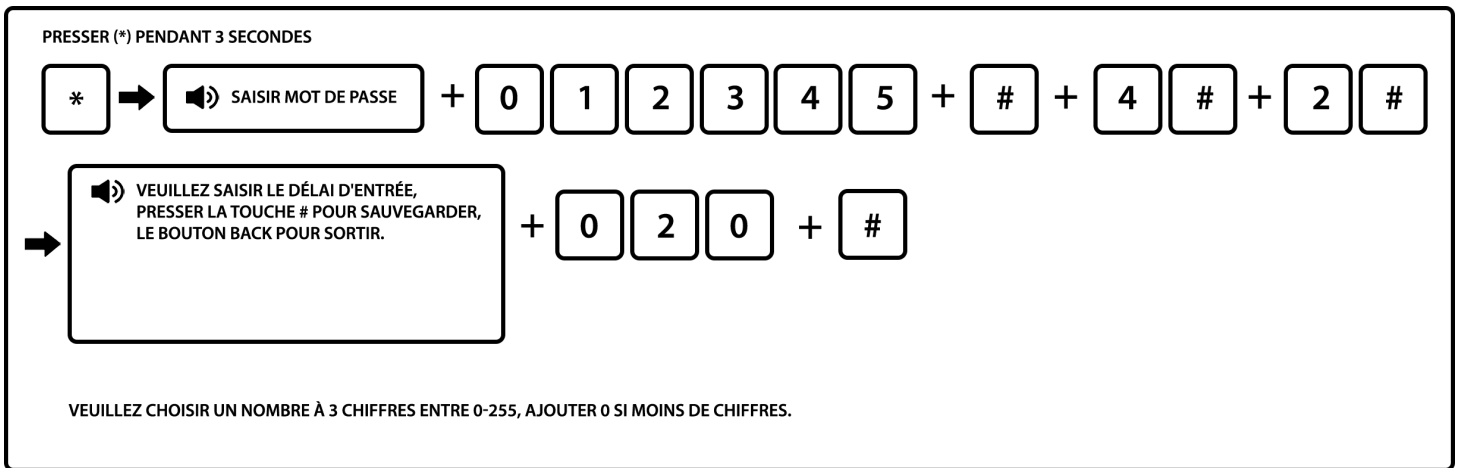 PRESSER (*) PENDANT 3 SECONDES
* SAISIR MOT DE PASSE + 0 1 2 3 4 5 + # + 4 # + 2 #
VEUILLEZ SAISIR LE DÉLAI D'ENTRÉE,
PRESSER LA TOUCHE # POUR SAUVEGARDER,
LE BOUTON BACK POUR SORTIR.
+ 0 2 0 + #
VEUILLEZ CHOISIR UN NOMBRE À 3 CHIFFRES ENTRE 0-255, AJOUTER 0 SI MOINS DE CHIFFRES.